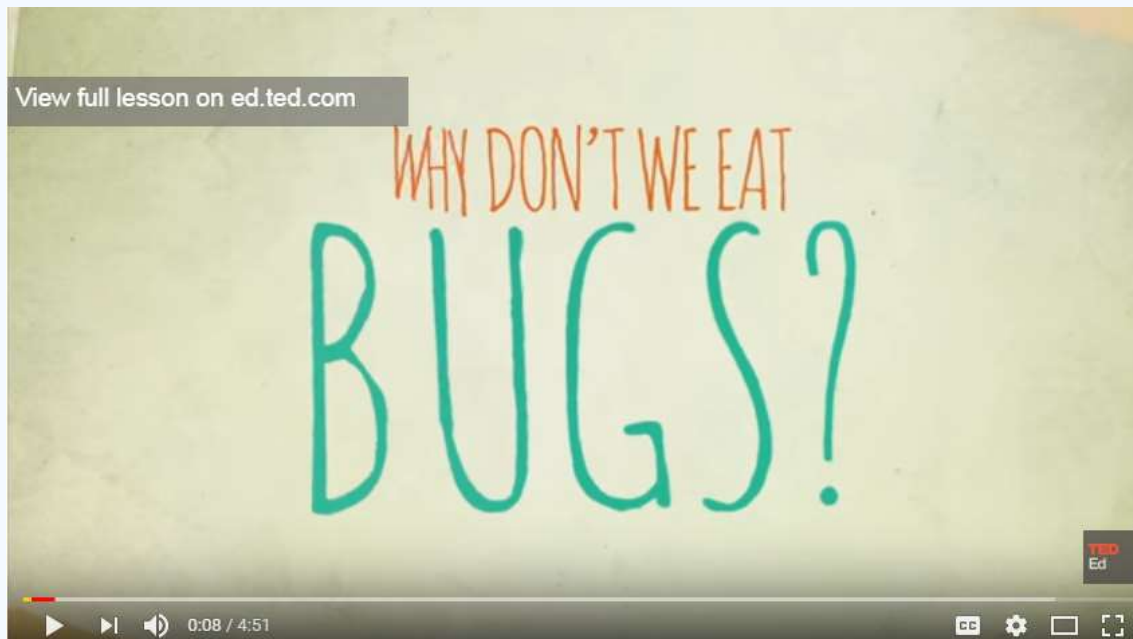 View full lesson on ed.ted.com
WHY DON'T WE EAT
BUGS?
TED
Ed
0:08 / 4:51
CC